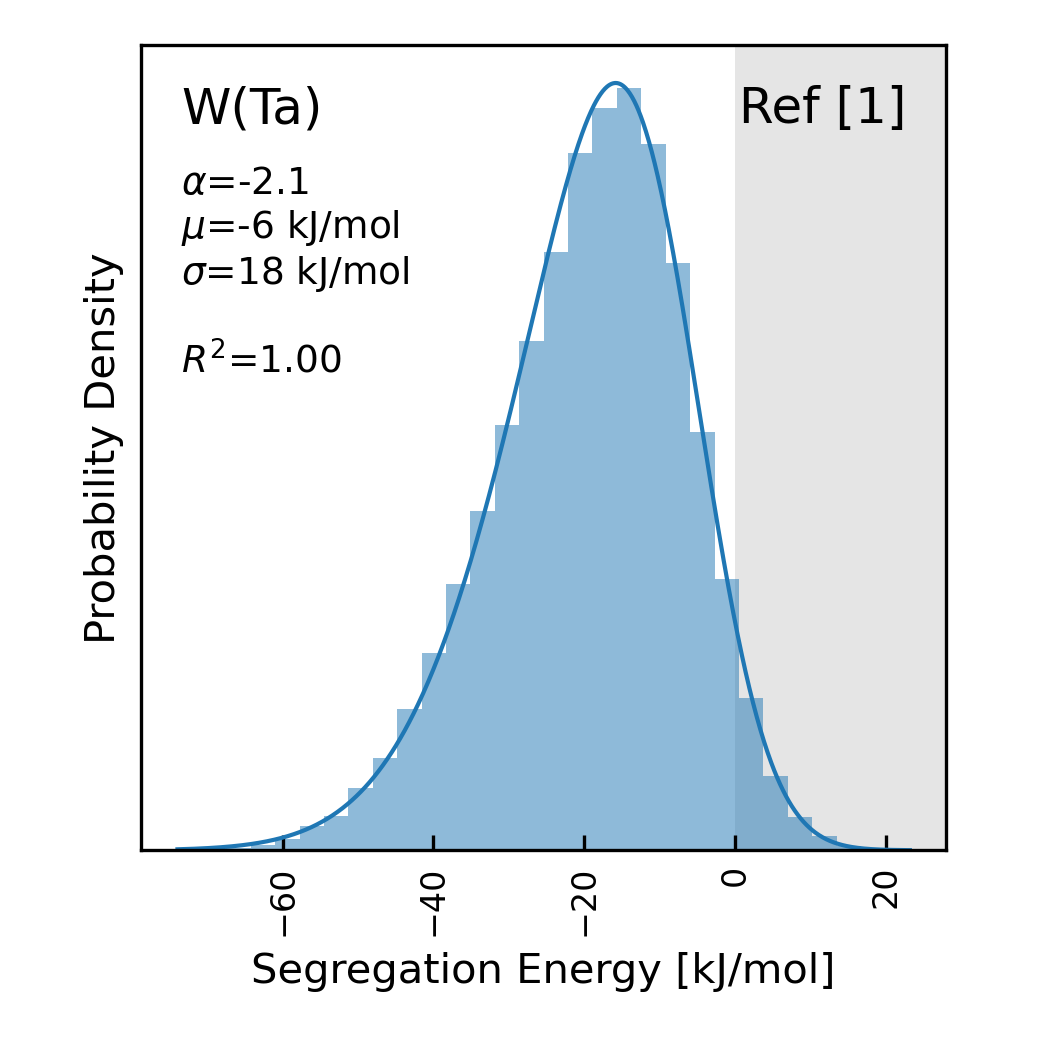 W(Ta)
Ref [1]
α=-2.1
μ=-6 kJ/mol
σ=18 kJ/mol
R²=1.00
Probability Density
−60
−40
−20
0
20
Segregation Energy [kJ/mol]